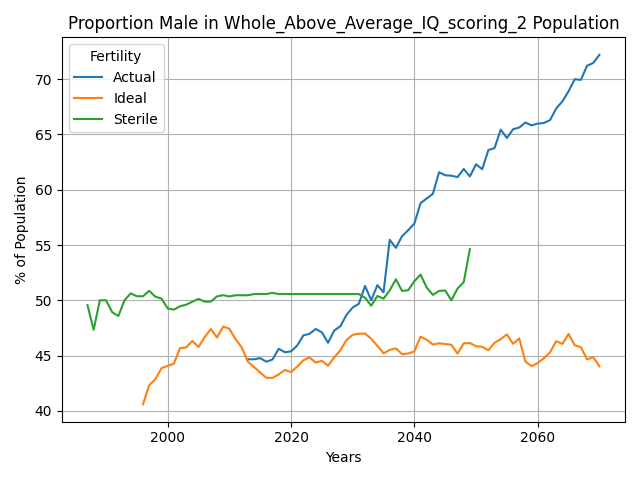 Proportion Male in Whole_Above_Average_IQ_scoring_2 Population
Fertility
Actual
Ideal
Sterile
% of Population
70
65
60
55
50
45
40
2000
2020
2040
2060
Years